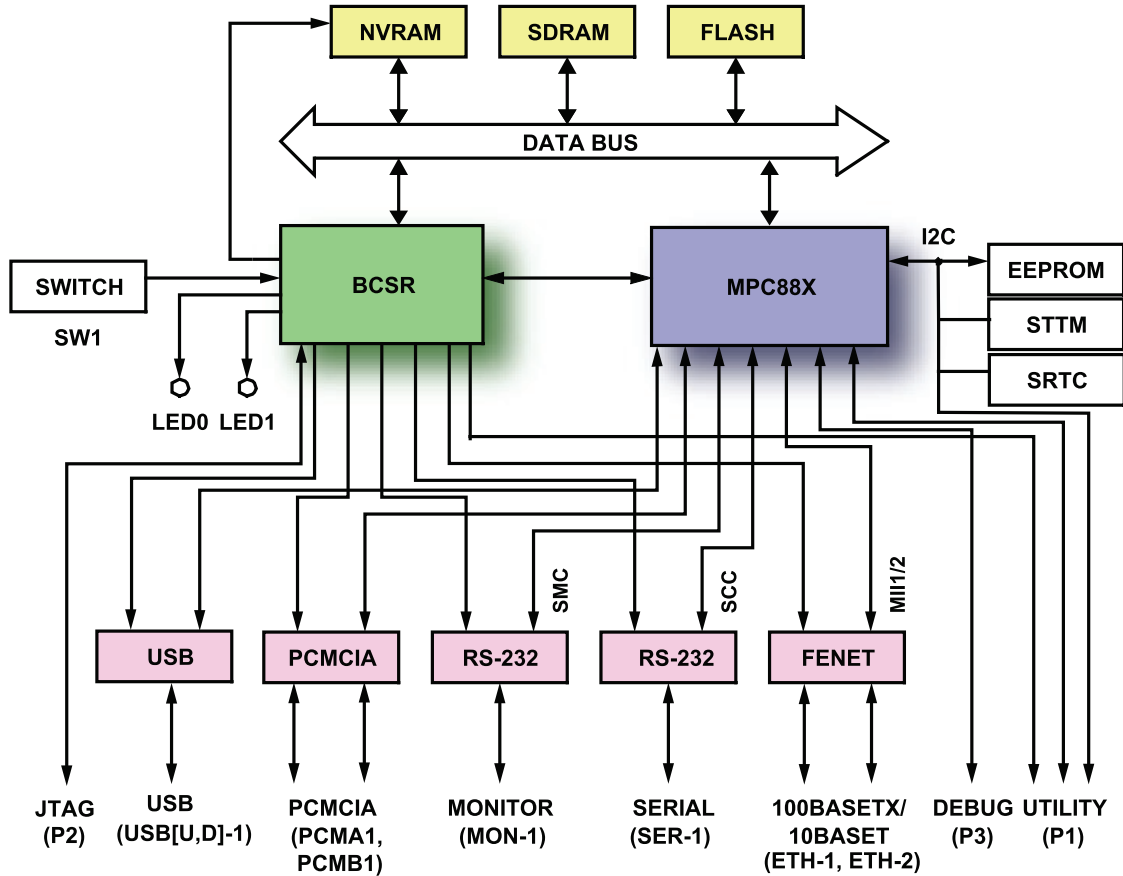 NVRAM
SDRAM
FLASH
DATA BUS
I2C
SWITCH
BCSR
MPC88X
EEPROM
SW1
STTM
SRTC
LED0
LED1
SMC
SCC
MII1/2
USB
PCMCIA
RS-232
RS-232
FENET
JTAG
(P2)
USB
(USB[U,D]-1)
PCMCIA
(PCMA1,
PCMB1)
MONITOR
(MON-1)
SERIAL
(SER-1)
100BASETX/
10BASET
(ETH-1, ETH-2)
DEBUG
(P3)
UTILITY
(P1)